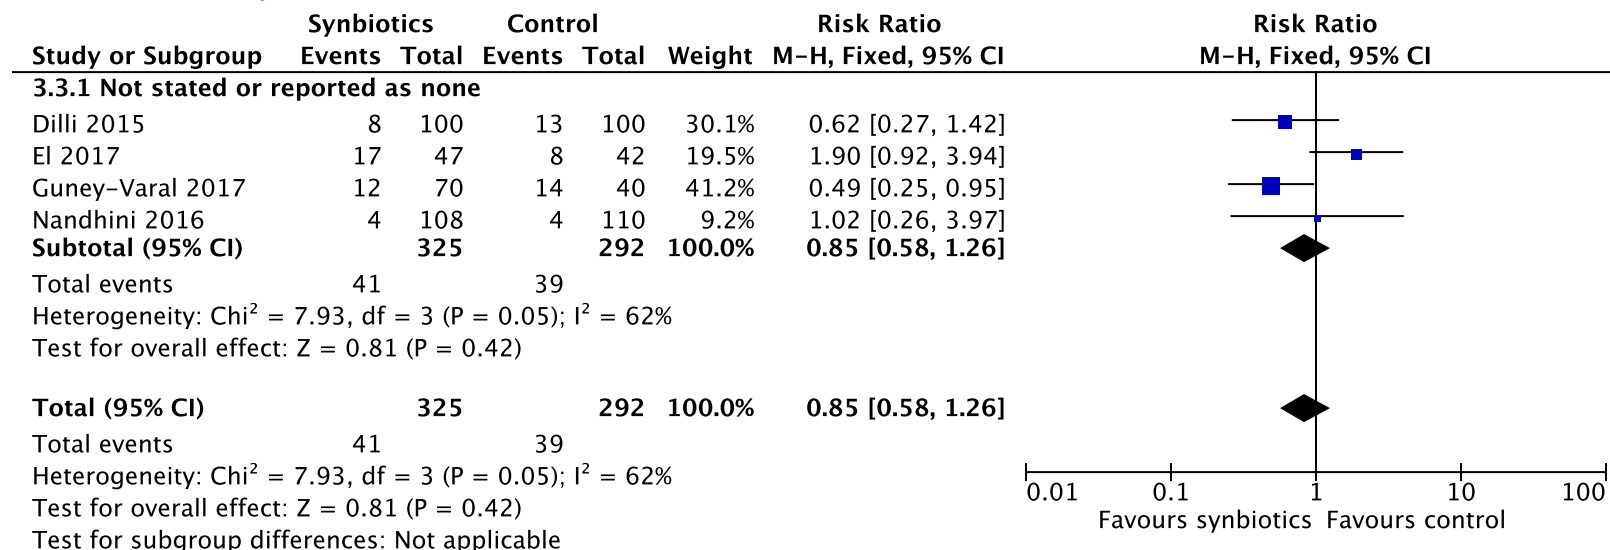 Synbiotics Control Risk Ratio Risk Ratio
Study or Subgroup Events Total Events Total Weight M-H, Fixed, 95% CI M-H, Fixed, 95% CI
3.3.1 Not stated or reported as none
Dilli 2015 8 100 13 100 30.1% 0.62 [0.27, 1.42]
El 2017 17 47 8 42 19.5% 1.90 [0.92, 3.94]
Guney-Varal 2017 12 70 14 40 41.2% 0.49 [0.25, 0.95]
Nandhini 2016 4 108 4 110 9.2% 1.02 [0.26, 3.97]
Subtotal (95% CI) 325 292 100.0% 0.85 [0.58, 1.26]
Total events 41 39
Heterogeneity: Chi² = 7.93, df = 3 (P = 0.05); I² = 62%
Test for overall effect: Z = 0.81 (P = 0.42)
Total (95% CI) 325 292 100.0% 0.85 [0.58, 1.26]
Total events 41 39
Heterogeneity: Chi² = 7.93, df = 3 (P = 0.05); I² = 62%
Test for overall effect: Z = 0.81 (P = 0.42)
Test for subgroup differences: Not applicable
0.01 0.1 1 10 100
Favours synbiotics Favours control